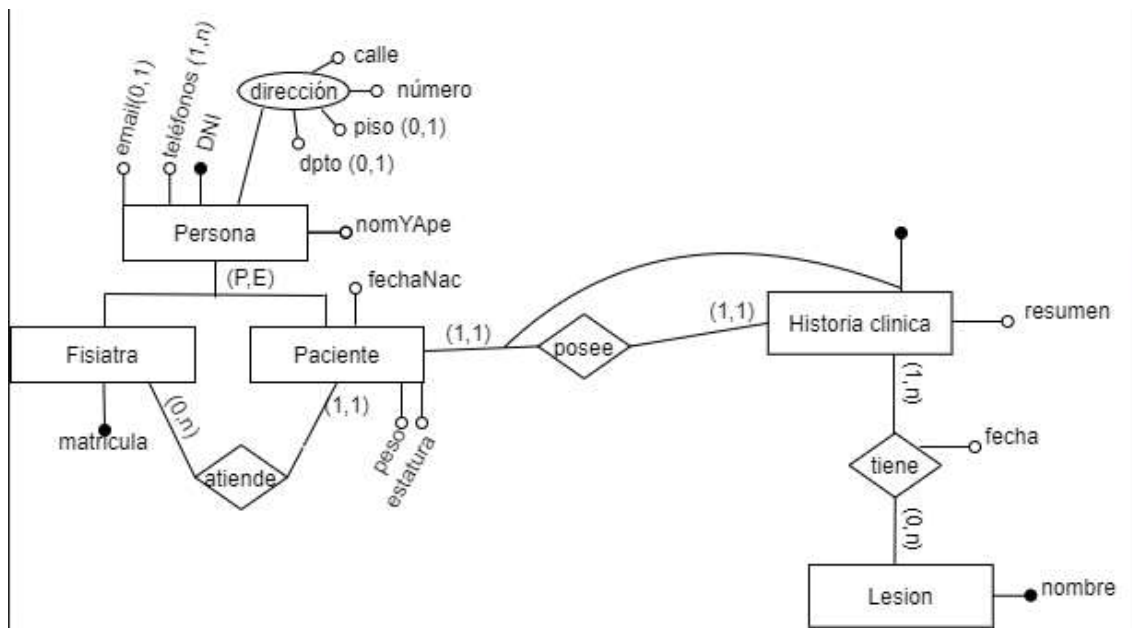 calle
dirección
número
piso (0,1)
dpto (0,1)
email(0,1)
teléfonos (1,n)
DNI
Persona
nomYApe
(P,E)
fechaNac
Fisiatra
Paciente
(1,1)
posee
(1,1)
Historia clinica
resumen
matricula
(0,n)
atiende
(1,1)
peso
estatura
(1,n)
fecha
tiene
(0,n)
Lesion
nombre